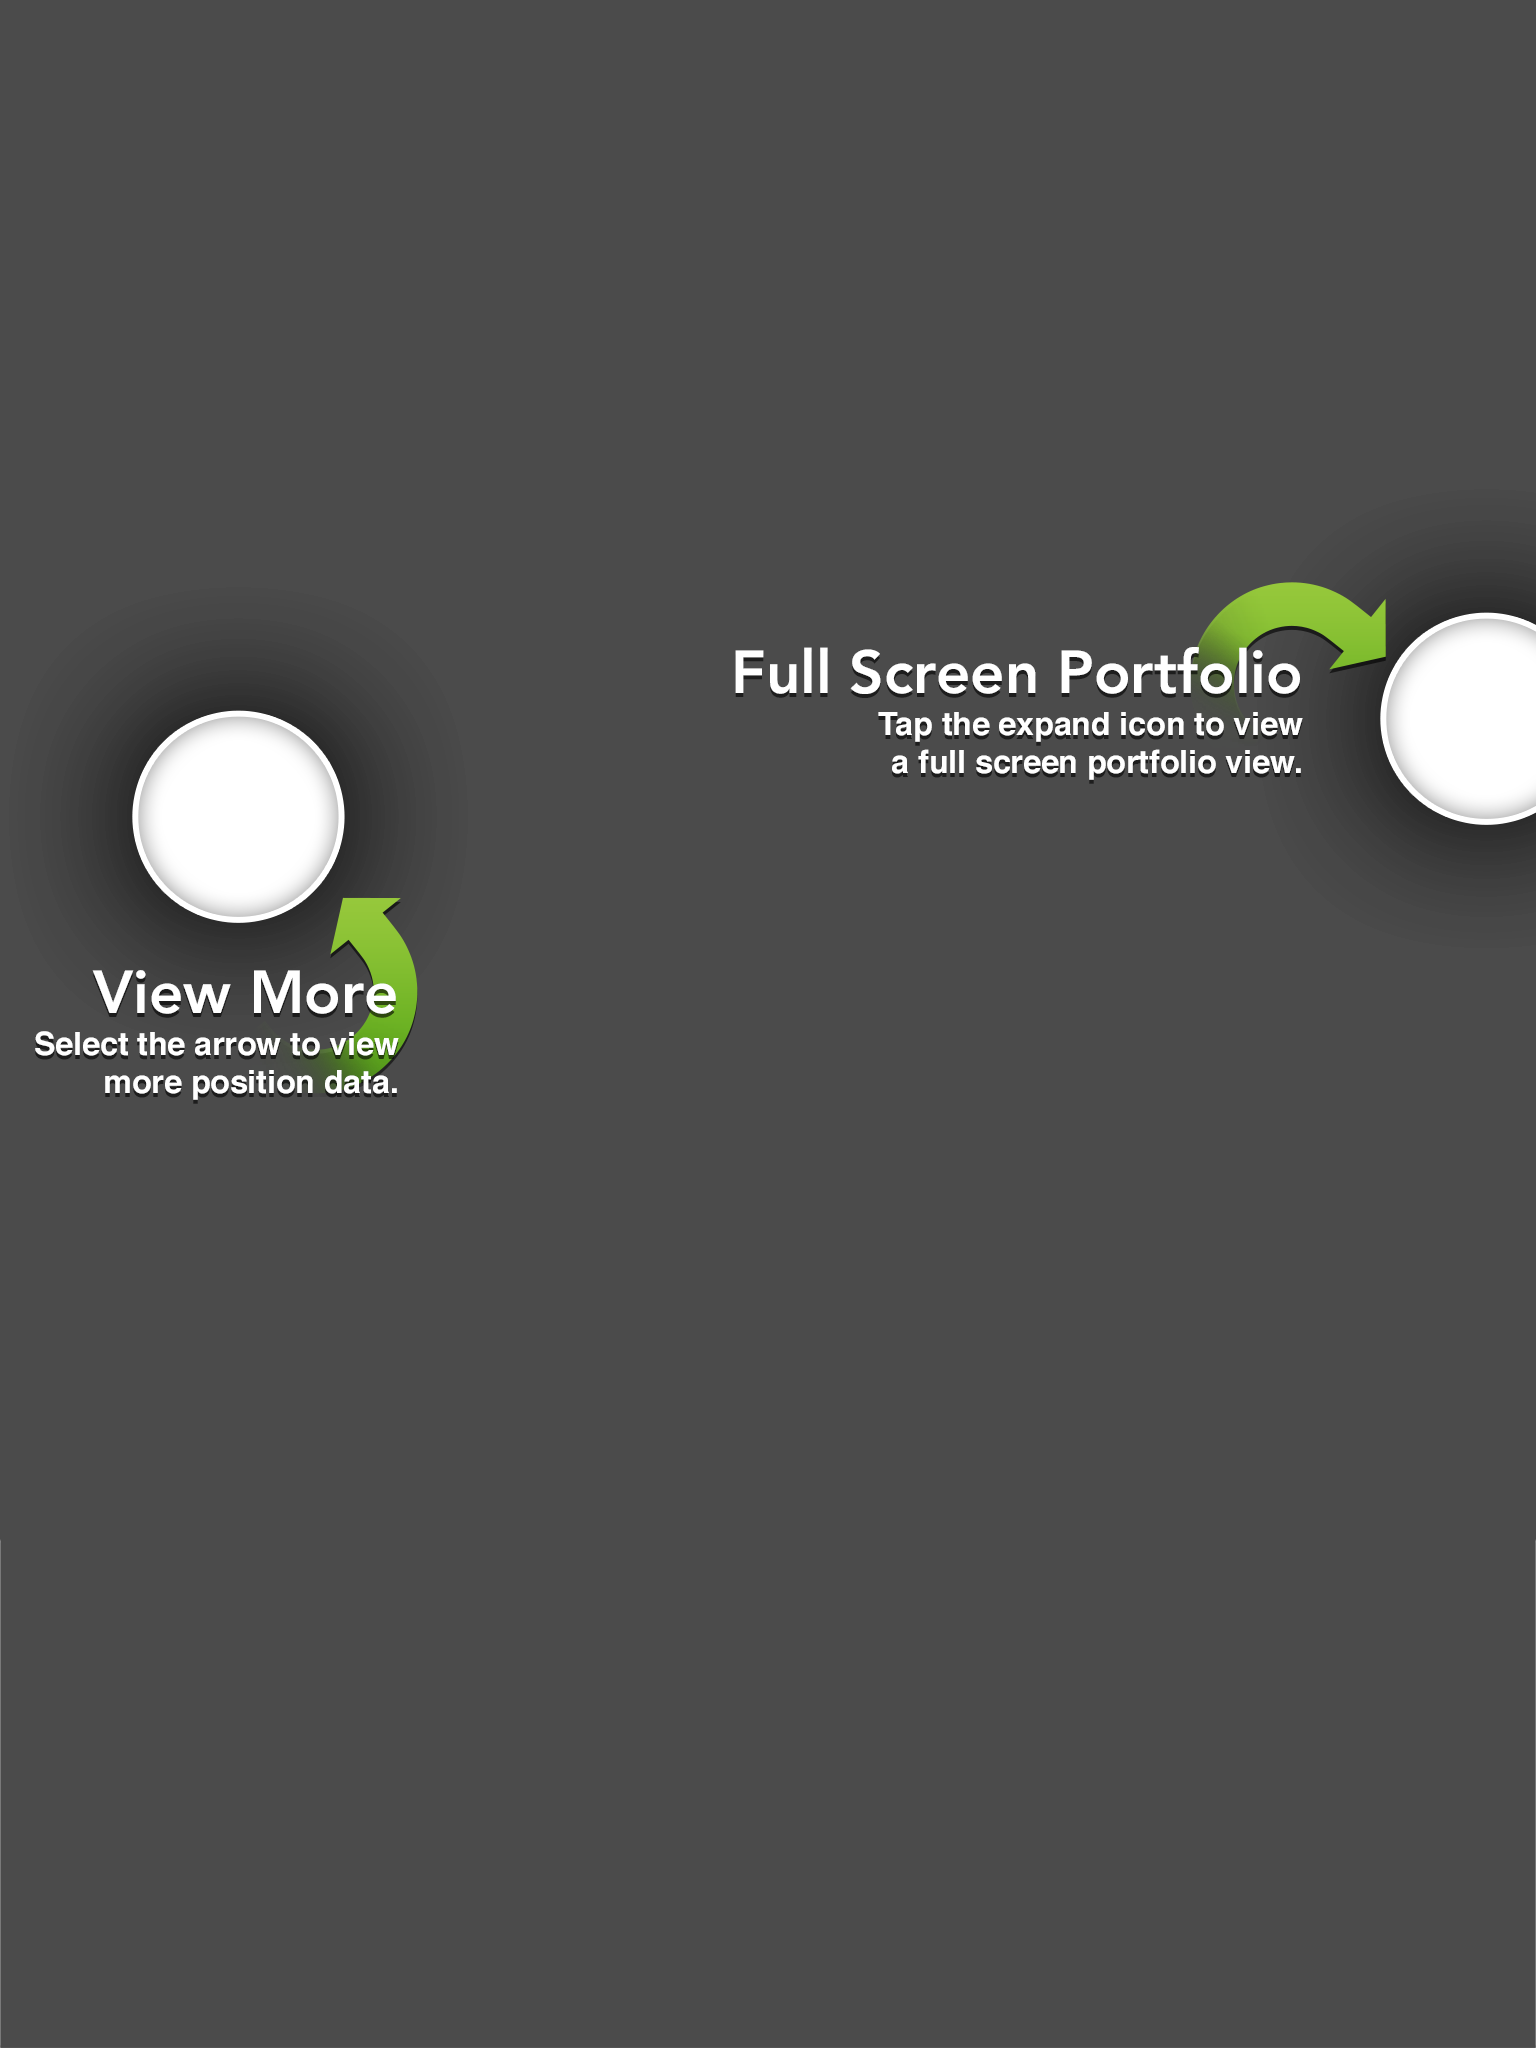 Full Screen Portfolio
Tap the expand icon to view
a full screen portfolio view.
View More
Select the arrow to view
more position data.